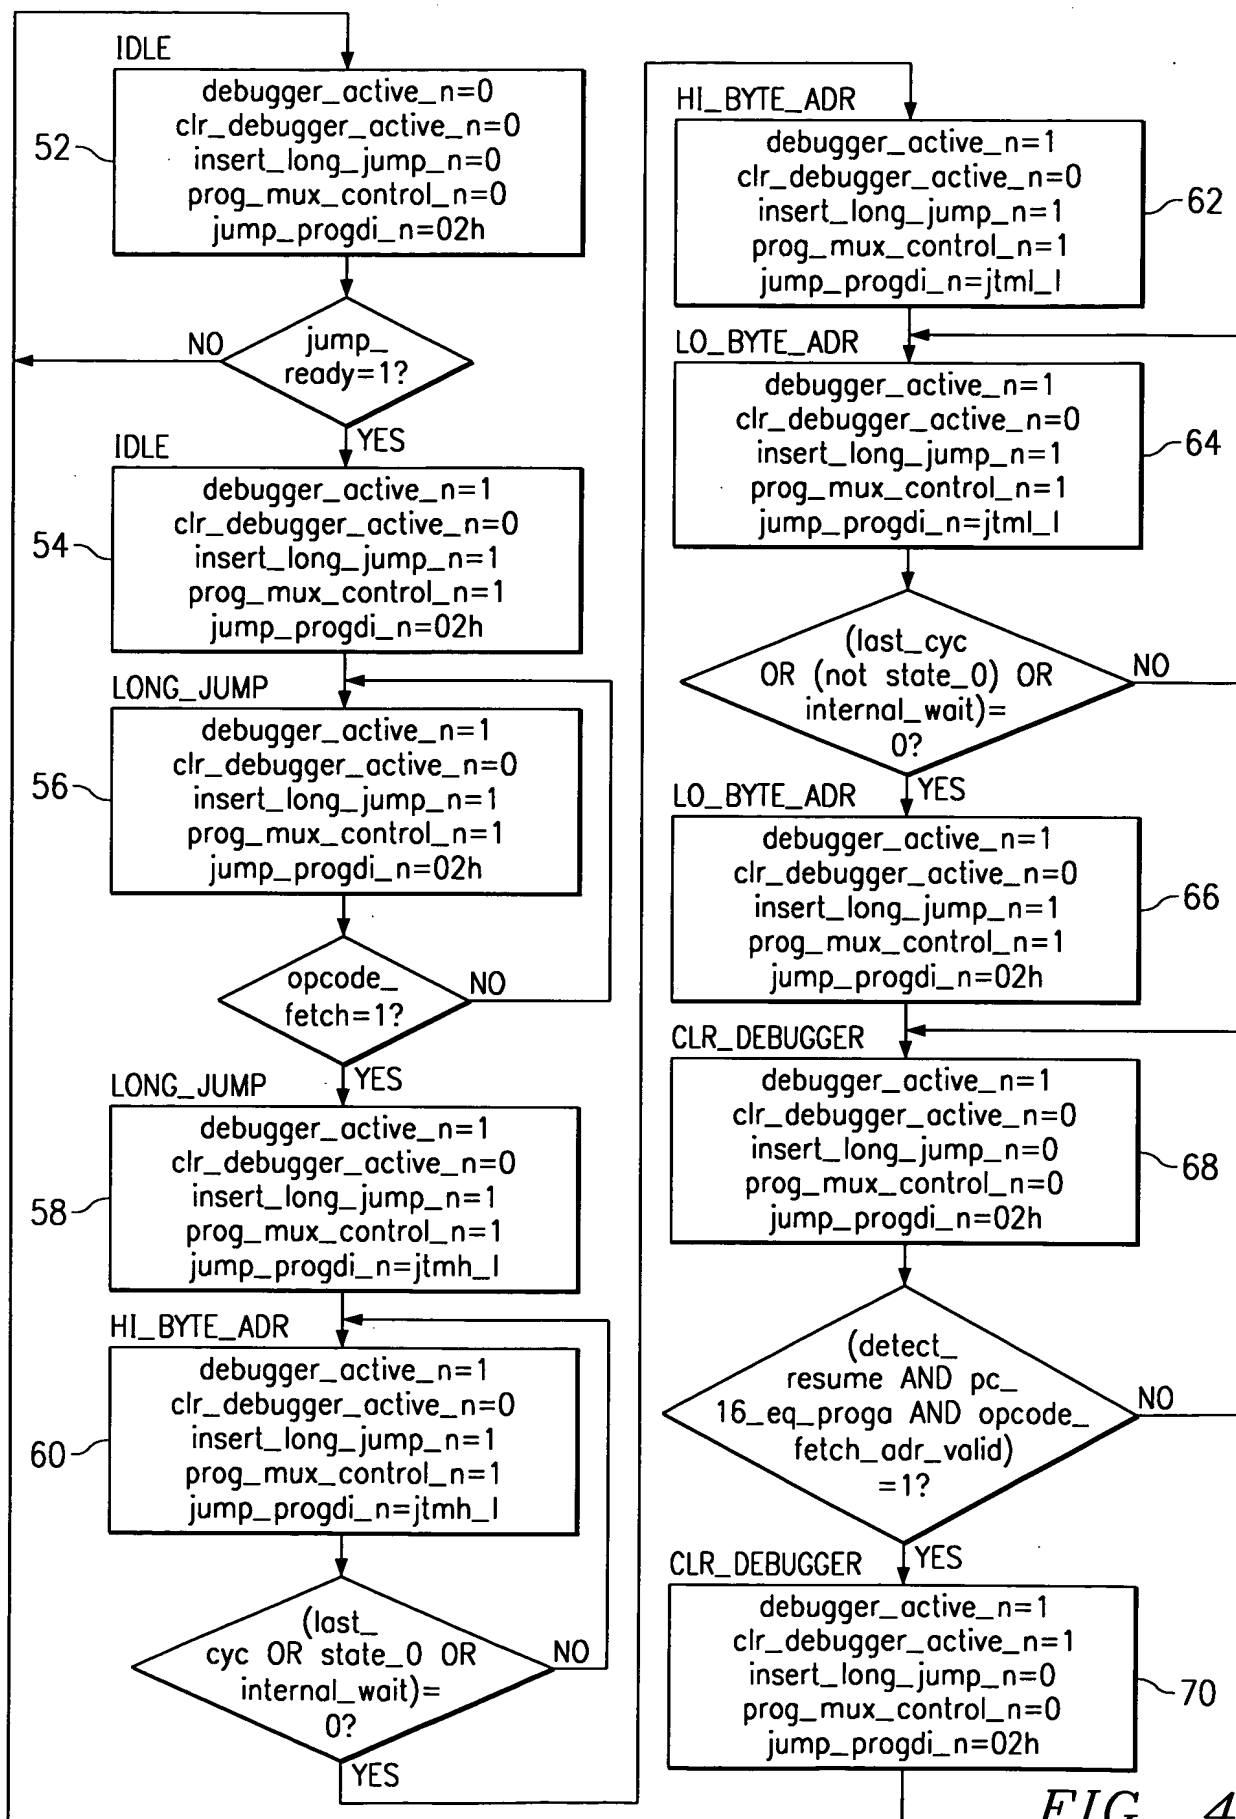 IDLE
52
debugger_active_n=0
clr_debugger_active_n=0
insert_long_jump_n=0
prog_mux_control_n=0
jump_progdi_n=02h
NO
jump_
ready=1?
YES
IDLE
54
debugger_active_n=1
clr_debugger_active_n=0
insert_long_jump_n=1
prog_mux_control_n=1
jump_progdi_n=02h
LONG_JUMP
56
debugger_active_n=1
clr_debugger_active_n=0
insert_long_jump_n=1
prog_mux_control_n=1
jump_progdi_n=02h
opcode_
fetch=1?
NO
YES
LONG_JUMP
58
debugger_active_n=1
clr_debugger_active_n=0
insert_long_jump_n=1
prog_mux_control_n=1
jump_progdi_n=jtmh_l
HI_BYTE_ADR
60
debugger_active_n=1
clr_debugger_active_n=0
insert_long_jump_n=1
prog_mux_control_n=1
jump_progdi_n=jtmh_l
(last_
cyc OR state_0 OR
internal_wait)=
0?
NO
YES
HI_BYTE_ADR
debugger_active_n=1
clr_debugger_active_n=0
insert_long_jump_n=1
prog_mux_control_n=1
jump_progdi_n=jtml_l
62
LO_BYTE_ADR
debugger_active_n=1
clr_debugger_active_n=0
insert_long_jump_n=1
prog_mux_control_n=1
jump_progdi_n=jtml_l
64
(last_cyc
OR (not state_0) OR
internal_wait)=
0?
NO
YES
LO_BYTE_ADR
debugger_active_n=1
clr_debugger_active_n=0
insert_long_jump_n=1
prog_mux_control_n=1
jump_progdi_n=02h
66
CLR_DEBUGGER
debugger_active_n=1
clr_debugger_active_n=0
insert_long_jump_n=0
prog_mux_control_n=0
jump_progdi_n=02h
68
(detect_
resume AND pc_
16_eq_proga AND opcode_
fetch_adr_valid)
=1?
NO
YES
CLR_DEBUGGER
debugger_active_n=1
clr_debugger_active_n=1
insert_long_jump_n=0
prog_mux_control_n=0
jump_progdi_n=02h
70
FIG. 4